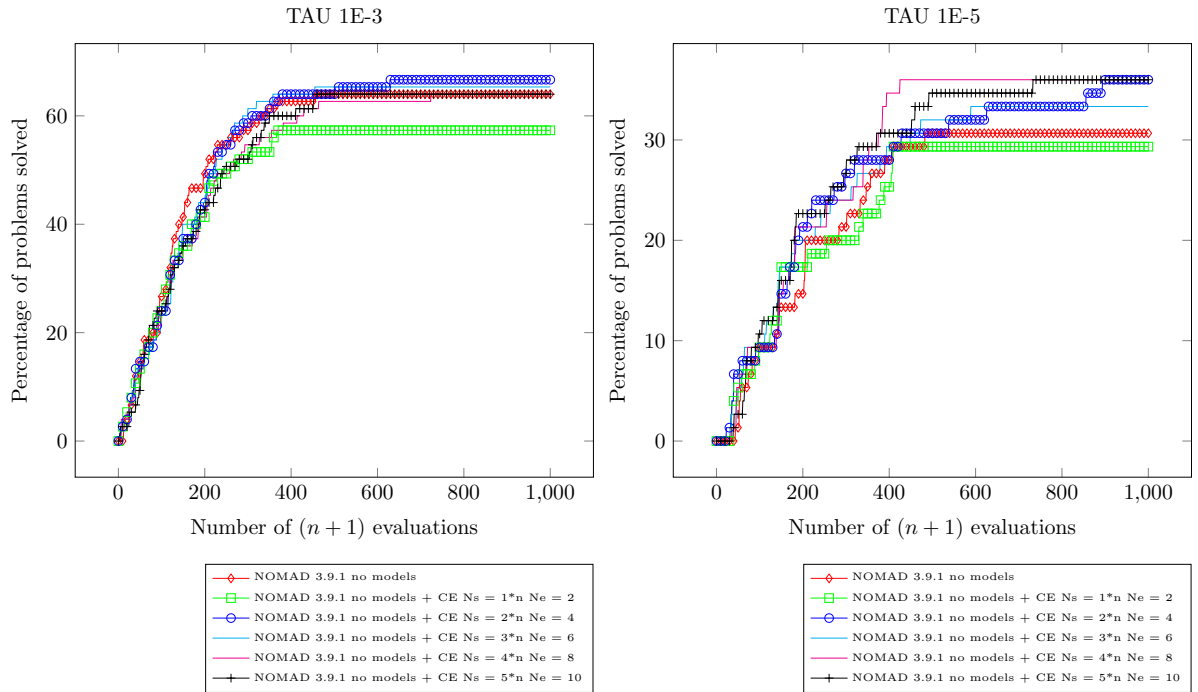 TAU 1E-3
60
40
20
0
0 200 400 600 800 1,000
Percentage of problems solved
Number of (n + 1) evaluations
NOMAD 3.9.1 no models
NOMAD 3.9.1 no models + CE Ns = 1*n Ne = 2
NOMAD 3.9.1 no models + CE Ns = 2*n Ne = 4
NOMAD 3.9.1 no models + CE Ns = 3*n Ne = 6
NOMAD 3.9.1 no models + CE Ns = 4*n Ne = 8
NOMAD 3.9.1 no models + CE Ns = 5*n Ne = 10
TAU 1E-5
30
20
10
0
0 200 400 600 800 1,000
Percentage of problems solved
Number of (n + 1) evaluations
NOMAD 3.9.1 no models
NOMAD 3.9.1 no models + CE Ns = 1*n Ne = 2
NOMAD 3.9.1 no models + CE Ns = 2*n Ne = 4
NOMAD 3.9.1 no models + CE Ns = 3*n Ne = 6
NOMAD 3.9.1 no models + CE Ns = 4*n Ne = 8
NOMAD 3.9.1 no models + CE Ns = 5*n Ne = 10